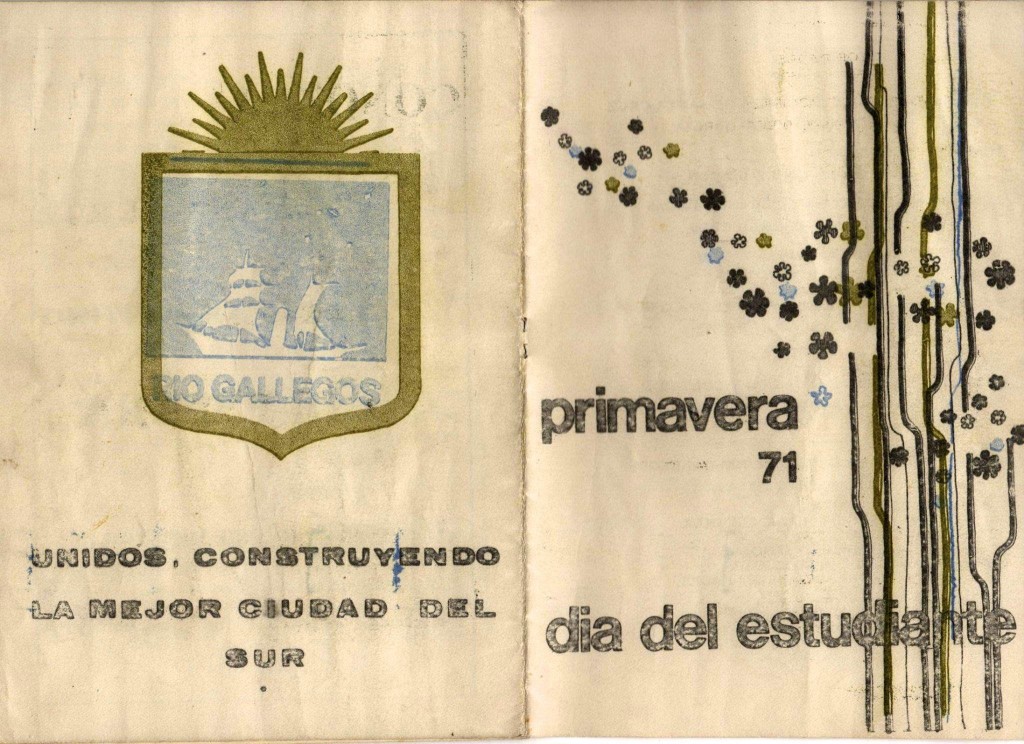 RIO GALLEGOS
UNIDOS, CONSTRUYENDO
LA MEJOR CIUDAD DEL
SUR
primavera
71
dia del estudiante